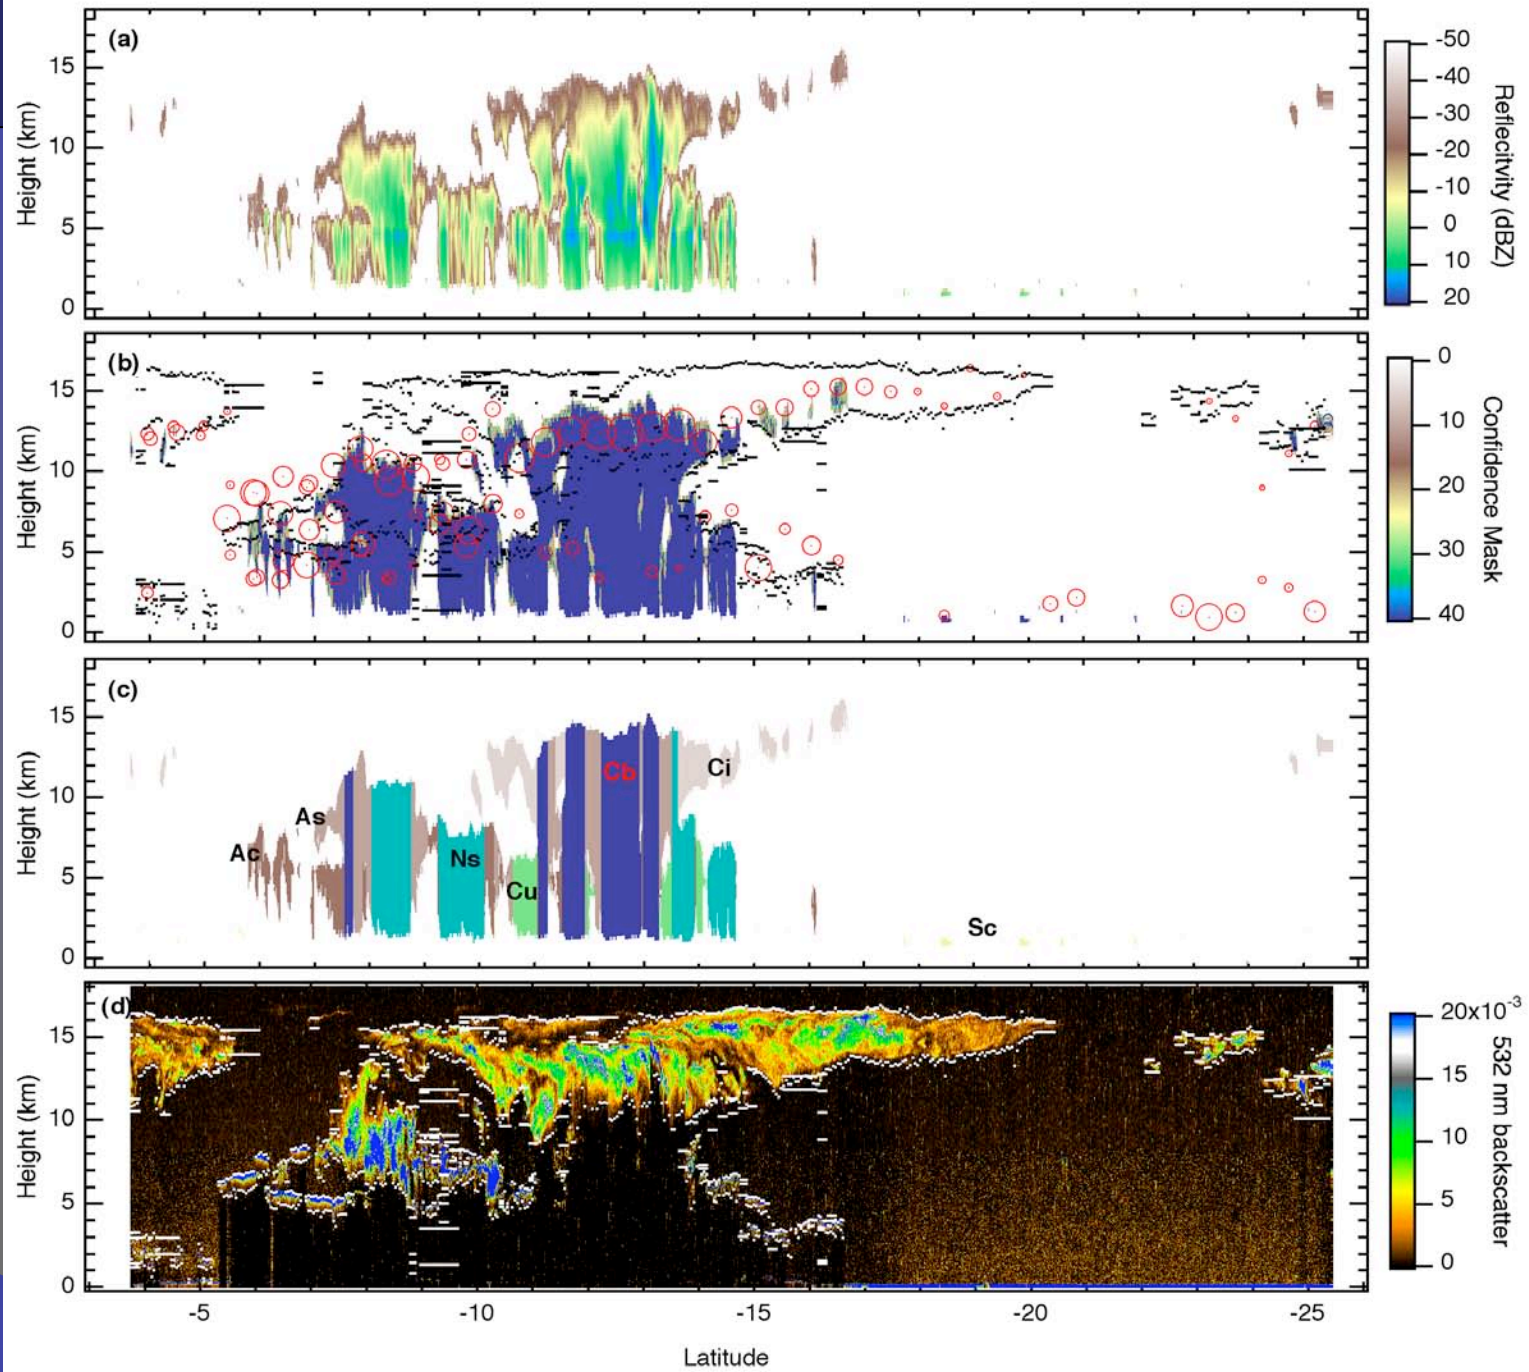 (a)
15
10
5
0
Height (km)
-50
-40
-30
-20
-10
0
10
20
Reflecitvity (dBZ)
(b)
15
10
5
0
Height (km)
0
10
20
30
40
Confidence Mask
(c)
15
10
5
0
Height (km)
As
Ac
Ns
Cu
Cb
Ci
Sc
(d)
15
10
5
0
Height (km)
20x10-3
15
10
5
0
532 nm backscatter
-5 -10 -15 -20 -25
Latitude